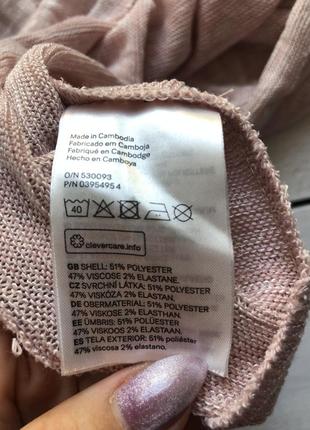 Made in Cambodia
Fabricado em Camboja
Fabriqué en Cambodge
Hecho en Camboya
O/N 530093
P/N 03954954
40
clevercare.info
GB SHELL: 51% POLYESTER
47% VISCOSE 2% ELASTANE.
CZ SVRCHNÍ LÁTKA: 51% POLYESTER
47% VISKÓZA 2% ELASTAN.
DE OBERMATERIAL: 51% POLYESTER
47% VISKOSE 2% ELASTHAN.
EE ÜMBRIS: 51% POLÜESTER
47% VISKOOS 2% ELASTAAN.
ES TELA EXTERIOR: 51% poliéster
47% viscosa 2% elastano.